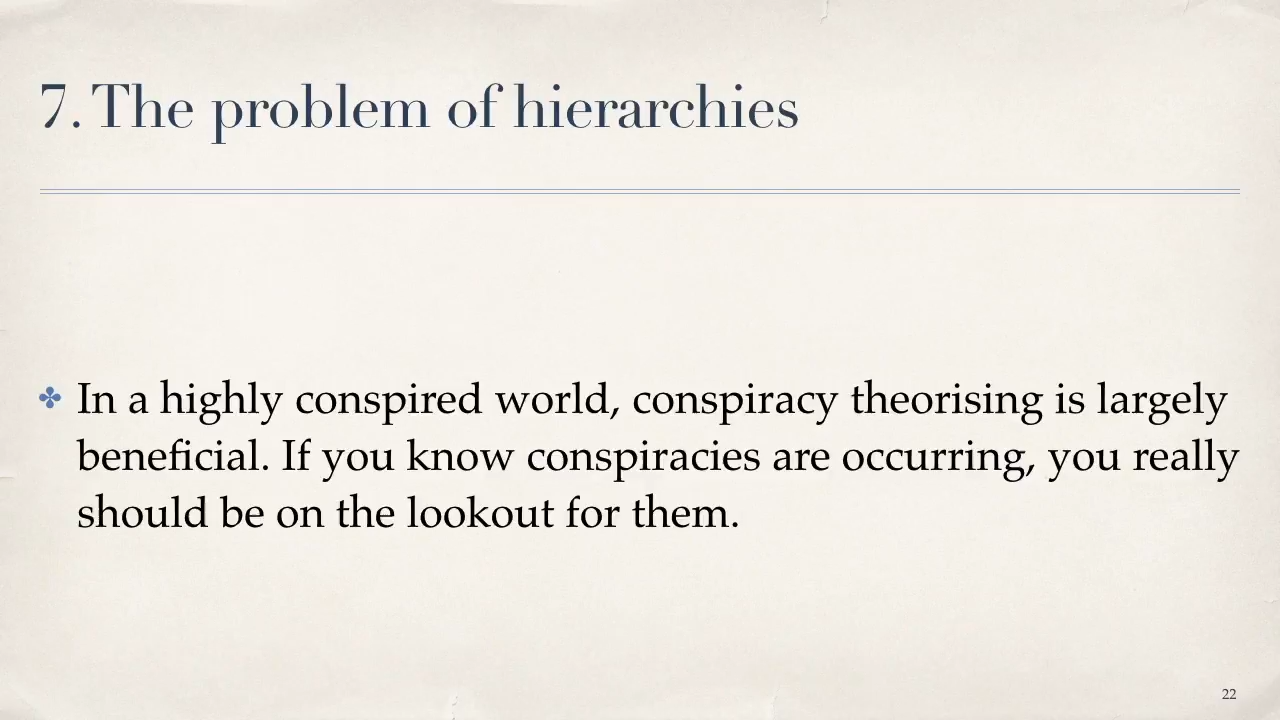 7. The problem of hierarchies
✤ In a highly conspired world, conspiracy theorising is largely
beneficial. If you know conspiracies are occurring, you really
should be on the lookout for them.
22